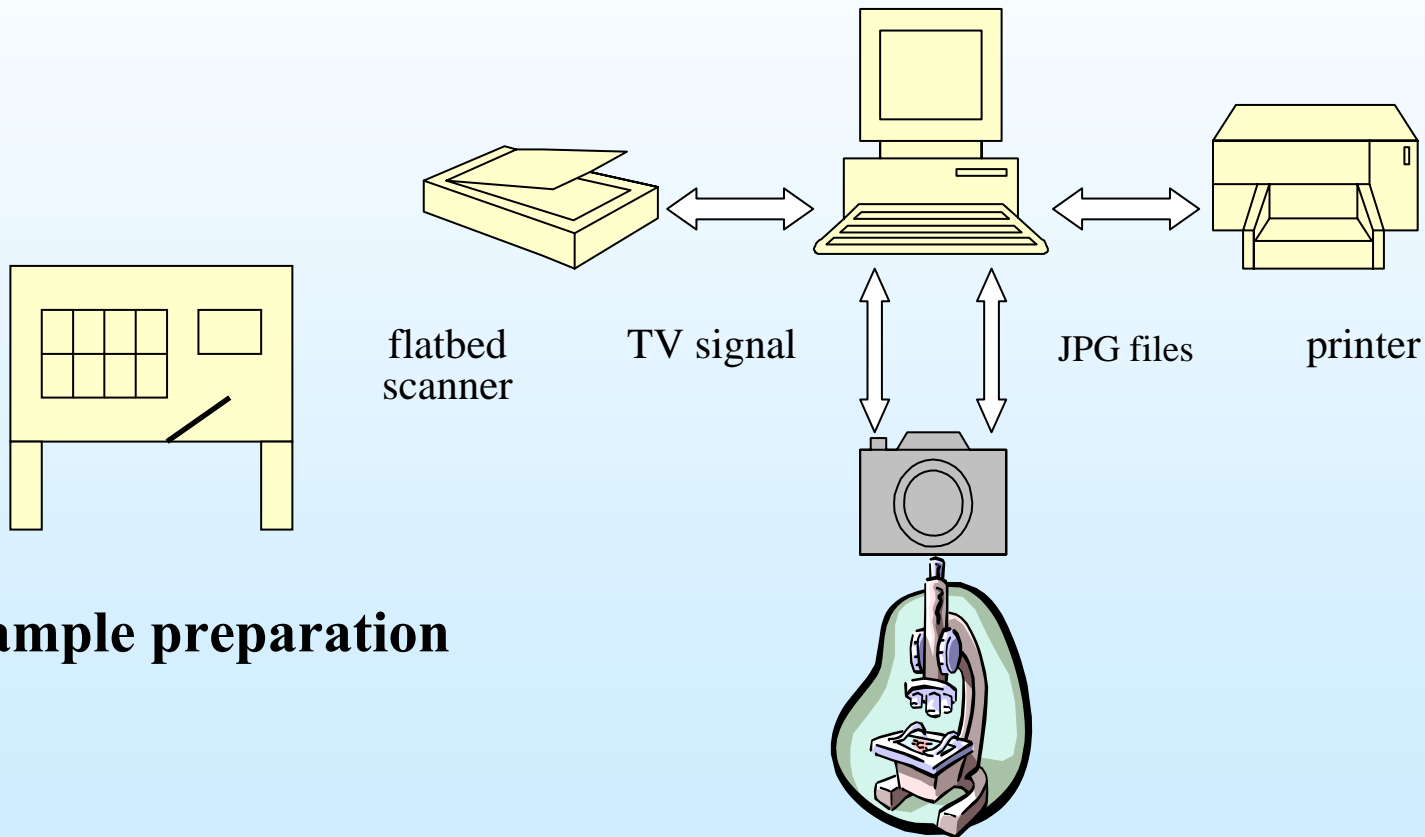 flatbed
scanner
TV signal
JPG files
printer
ample preparation